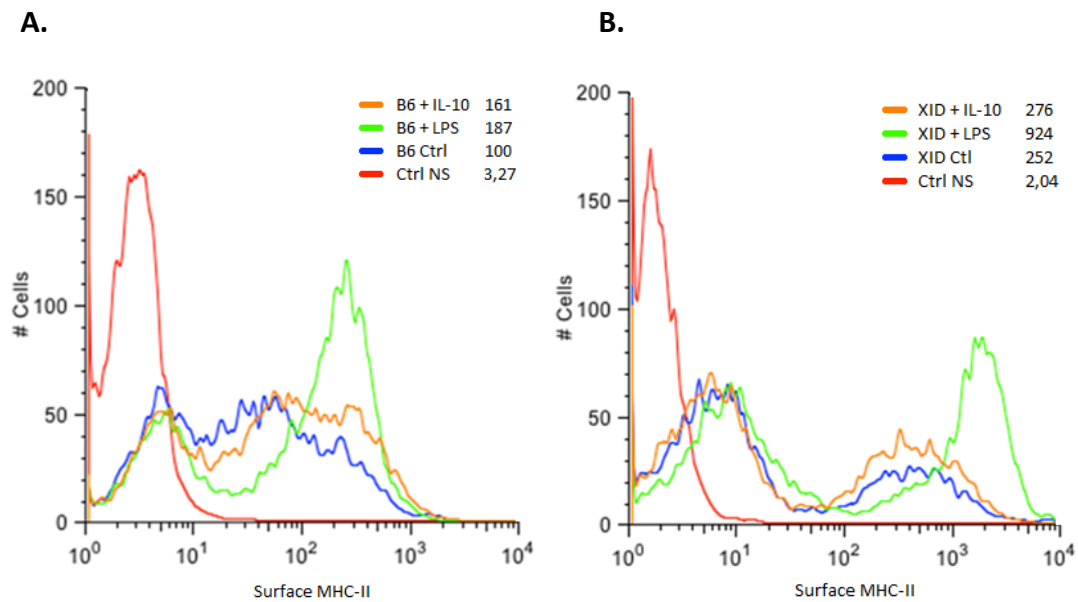 A.
B.
200
150
100
50
0
# Cells
B6 + IL-10 161
B6 + LPS 187
B6 Ctrl 100
Ctrl NS 3,27
10^0 10^1 10^2 10^3 10^4
Surface MHC-II
200
150
100
50
0
# Cells
XID + IL-10 276
XID + LPS 924
XID Ctl 252
Ctrl NS 2,04
10^0 10^1 10^2 10^3 10^4
Surface MHC-II